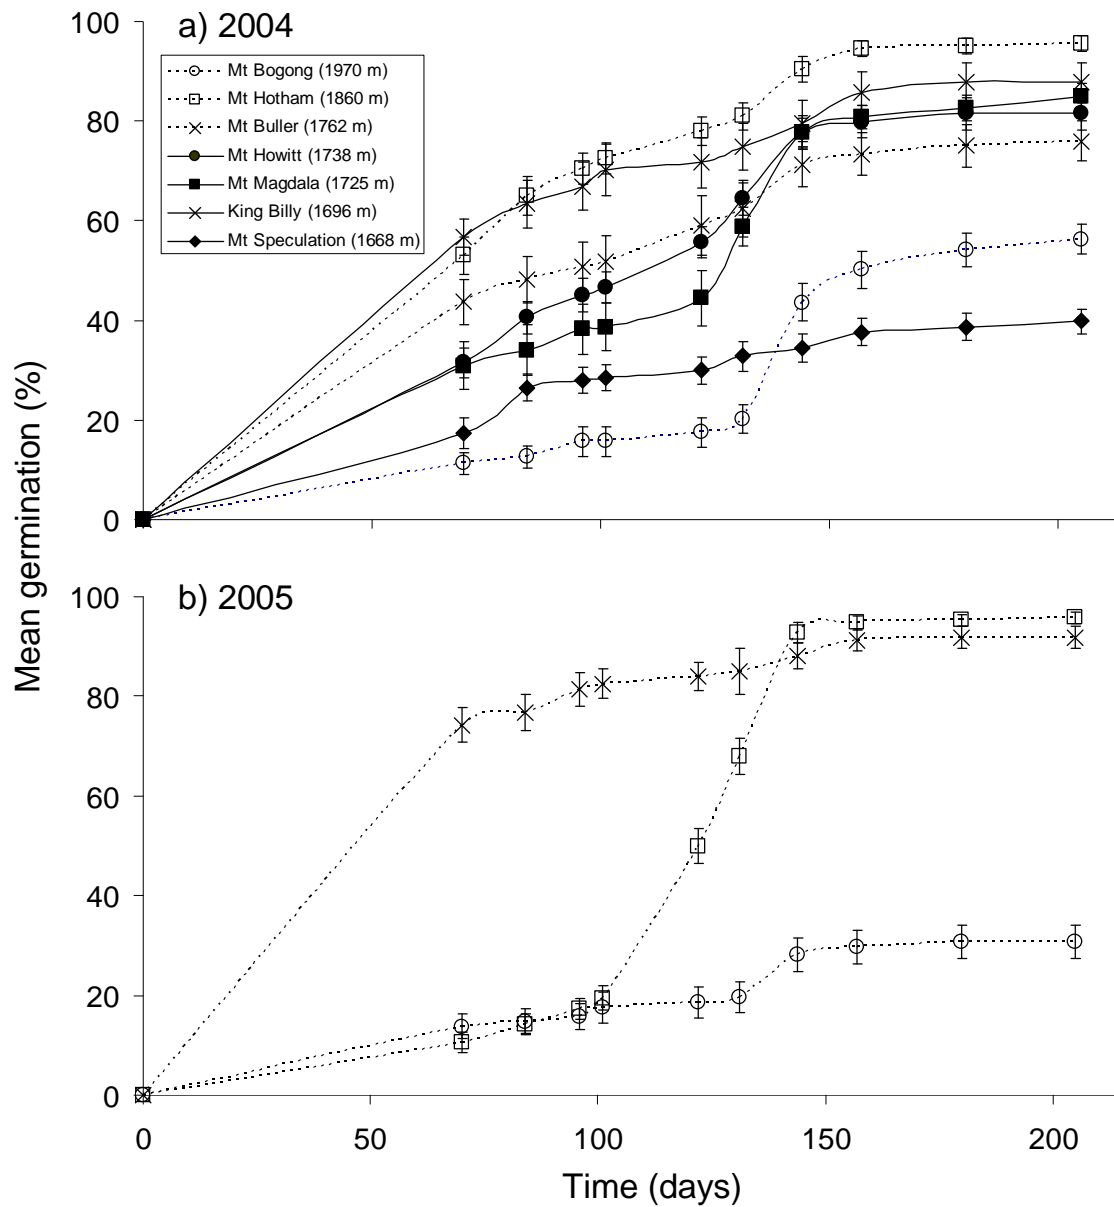 a) 2004
Mt Bogong (1970 m)
Mt Hotham (1860 m)
Mt Buller (1762 m)
Mt Howitt (1738 m)
Mt Magdala (1725 m)
King Billy (1696 m)
Mt Speculation (1668 m)
100
80
60
40
20
0
Mean germination (%)
b) 2005
100
80
60
40
20
0
0 50 100 150 200
Time (days)